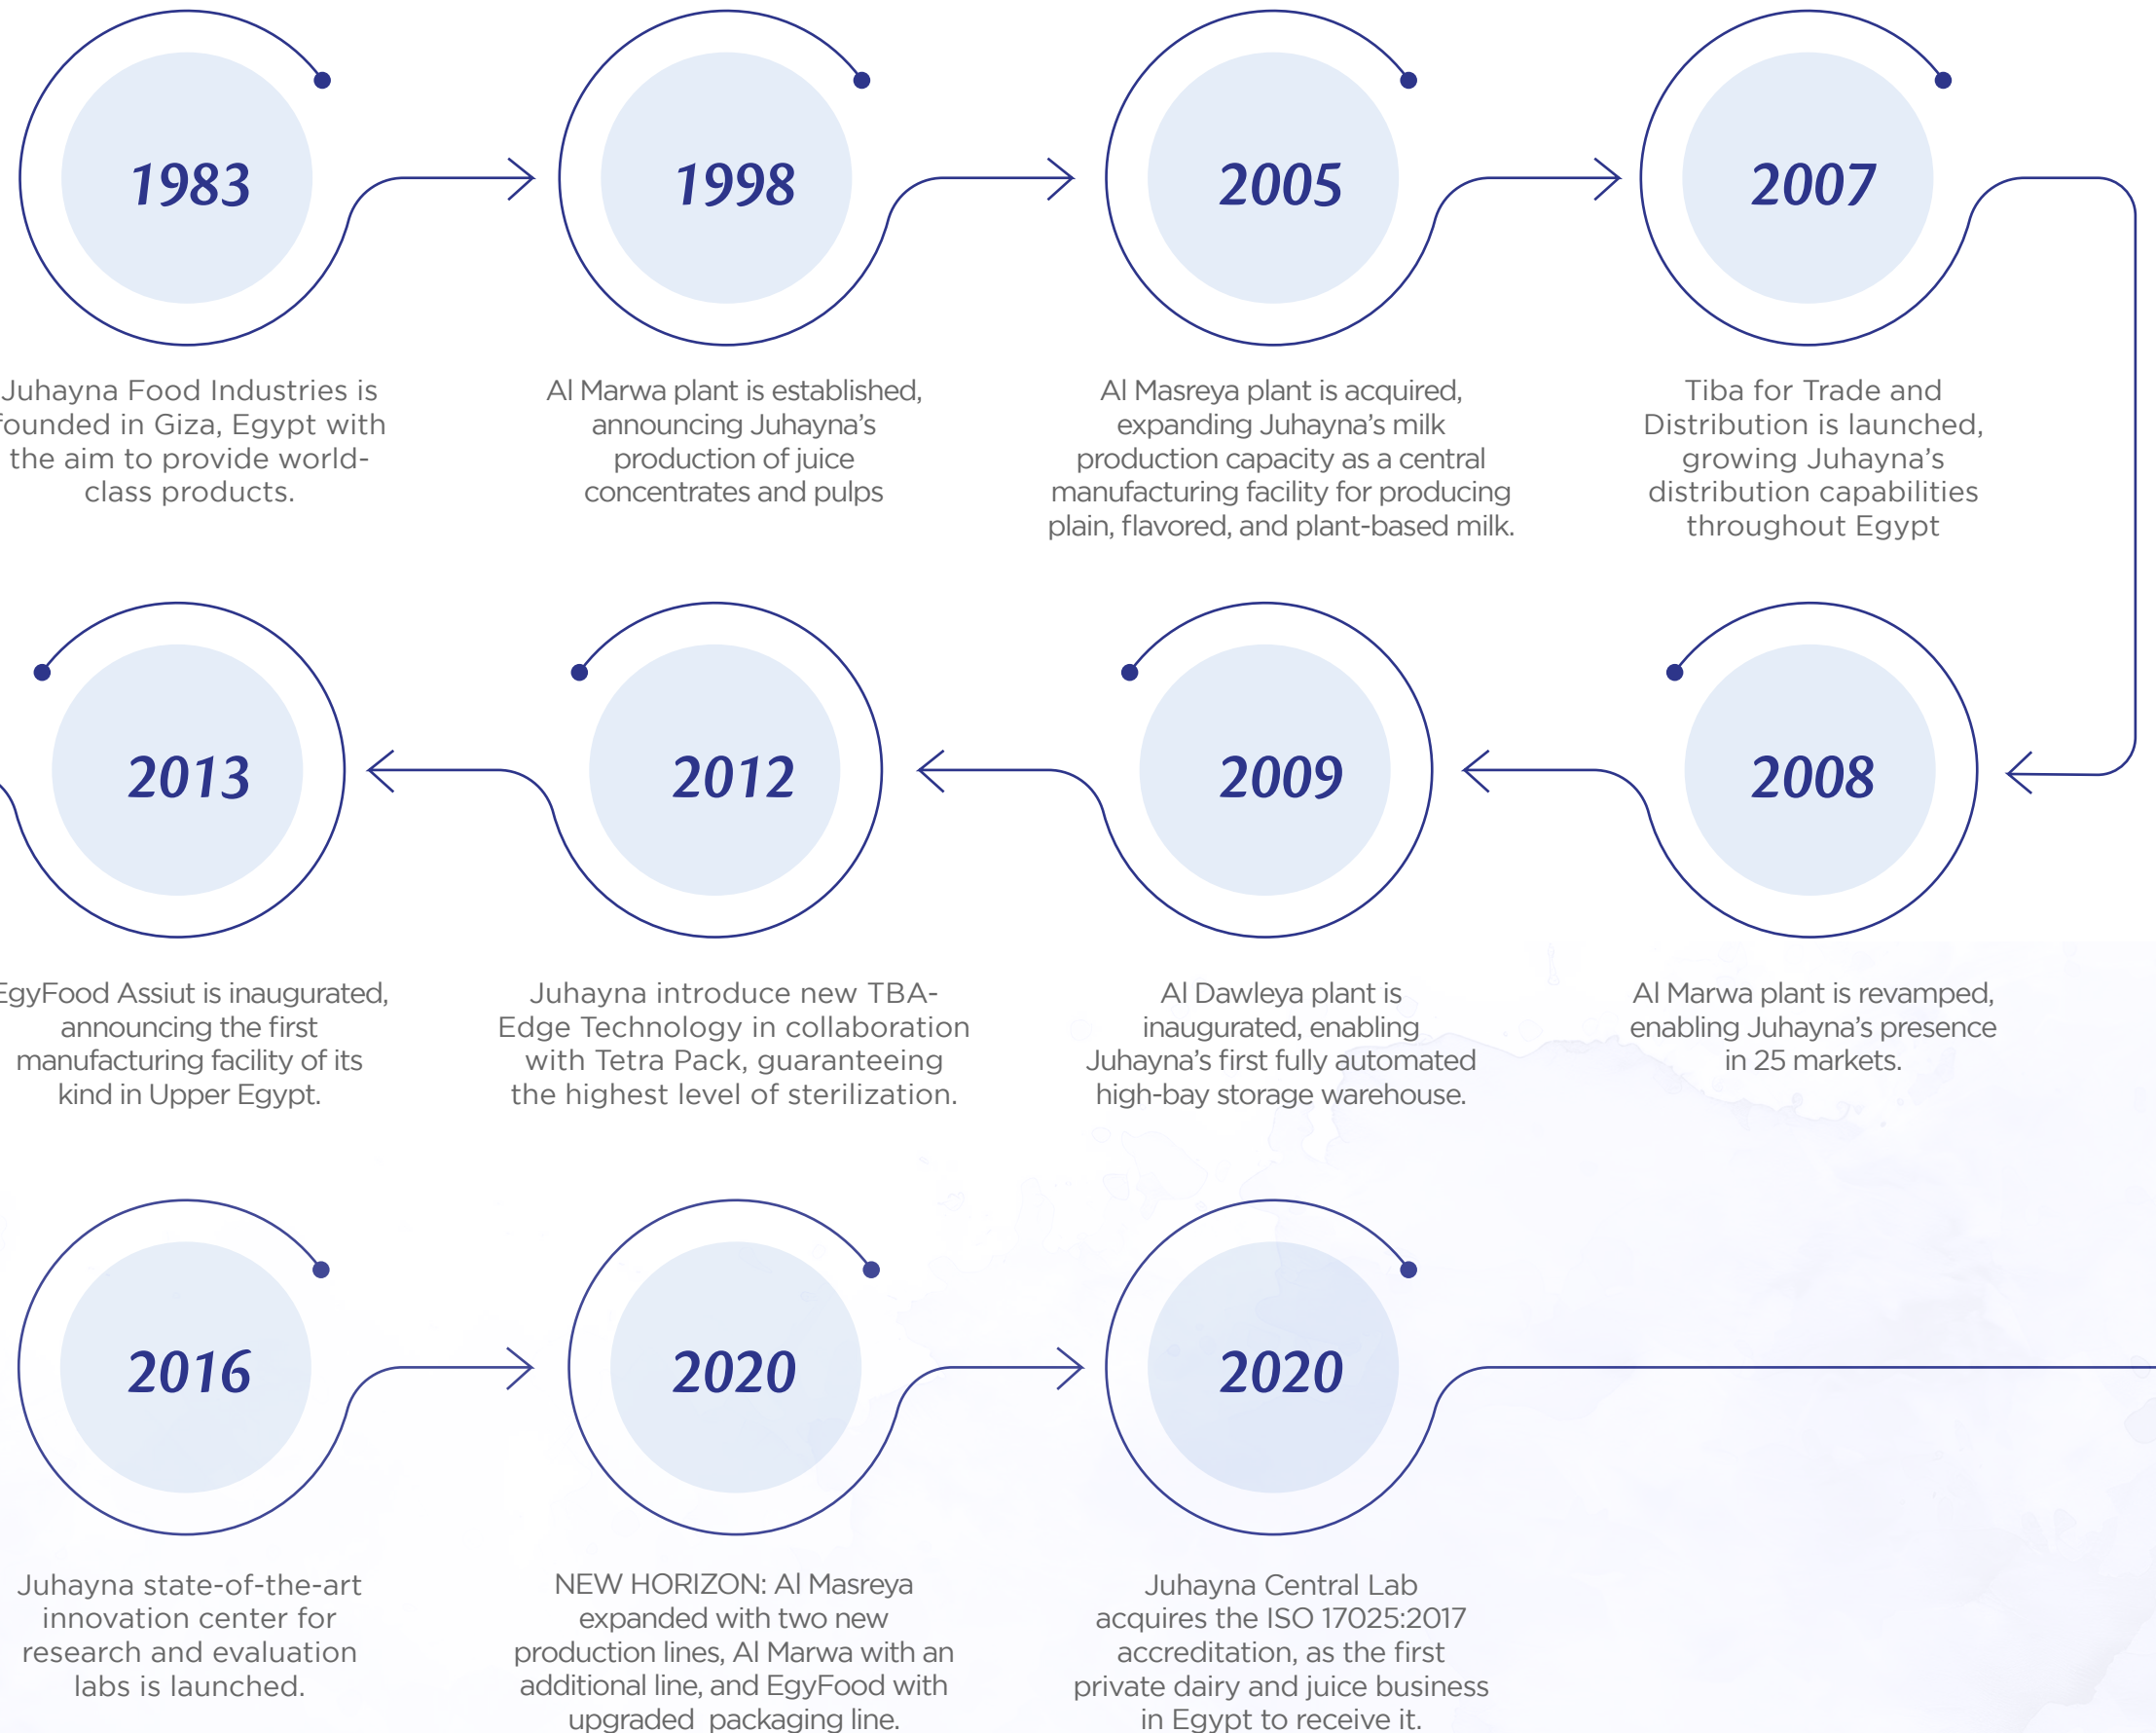 1983
Juhayna Food Industries is
founded in Giza, Egypt with
the aim to provide world-
class products.
1998
Al Marwa plant is established,
announcing Juhayna's
production of juice
concentrates and pulps
2005
Al Masreya plant is acquired,
expanding Juhayna's milk
production capacity as a central
manufacturing facility for producing
plain, flavored, and plant-based milk.
2007
Tiba for Trade and
Distribution is launched,
growing Juhayna's
distribution capabilities
throughout Egypt
2008
Al Marwa plant is revamped,
enabling Juhayna's presence
in 25 markets.
2009
Al Dawleya plant is
inaugurated, enabling
Juhayna's first fully automated
high-bay storage warehouse.
2012
Juhayna introduce new TBA-
Edge Technology in collaboration
with Tetra Pack, guaranteeing
the highest level of sterilization.
2013
EgyFood Assiut is inaugurated,
announcing the first
manufacturing facility of its
kind in Upper Egypt.
2016
Juhayna state-of-the-art
innovation center for
research and evaluation
labs is launched.
2020
NEW HORIZON: Al Masreya
expanded with two new
production lines, Al Marwa with an
additional line, and EgyFood with
upgraded packaging line.
2020
Juhayna Central Lab
acquires the ISO 17025:2017
accreditation, as the first
private dairy and juice business
in Egypt to receive it.